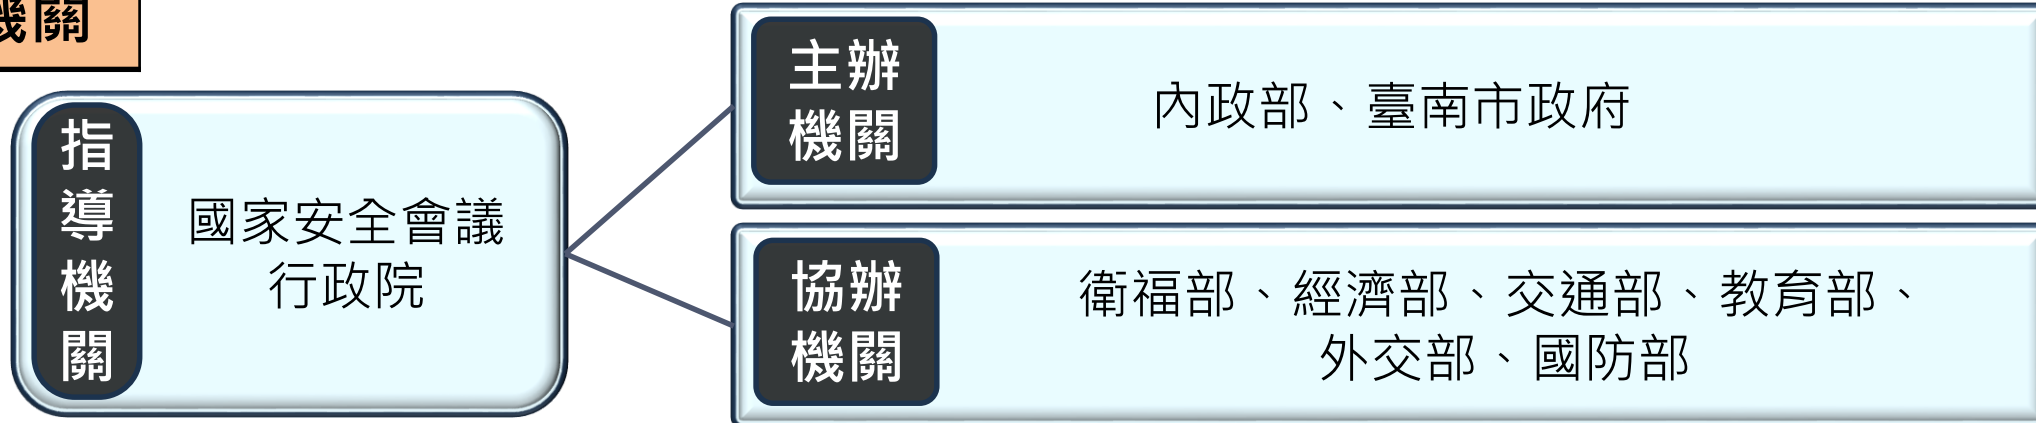 機關
指導機關
國家安全會議
行政院
主辦
機關
內政部、臺南市政府
協辦
機關
衛福部、經濟部、交通部、教育部、
外交部、國防部